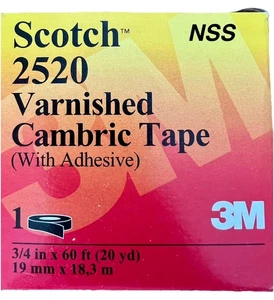 Scotch™ NSS
2520
Varnished
Cambric Tape
(With Adhesive)
1
3M
3/4 in x 60 ft (20 yd)
19 mm x 18,3 m